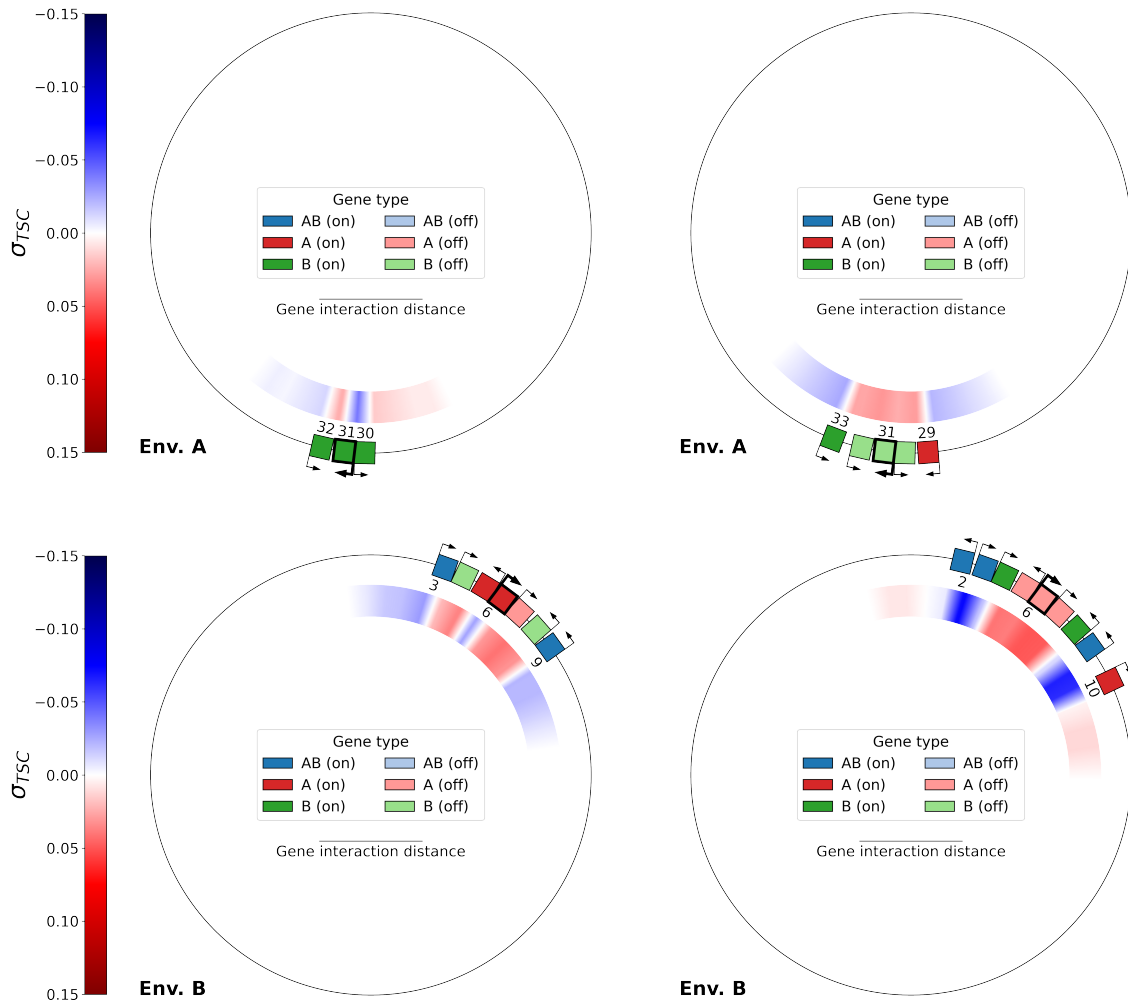 −0.15
−0.10
−0.05
0.00
0.05
0.10
0.15
σTSC
Gene type
AB (on)
AB (off)
A (on)
A (off)
B (on)
B (off)
Gene interaction distance
32
31
30
Env. A
Gene type
AB (on)
AB (off)
A (on)
A (off)
B (on)
B (off)
Gene interaction distance
33
31
29
Env. A
−0.15
−0.10
−0.05
0.00
0.05
0.10
0.15
σTSC
3
6
9
Gene type
AB (on)
AB (off)
A (on)
A (off)
B (on)
B (off)
Gene interaction distance
Env. B
2
6
10
Gene type
AB (on)
AB (off)
A (on)
A (off)
B (on)
B (off)
Gene interaction distance
Env. B